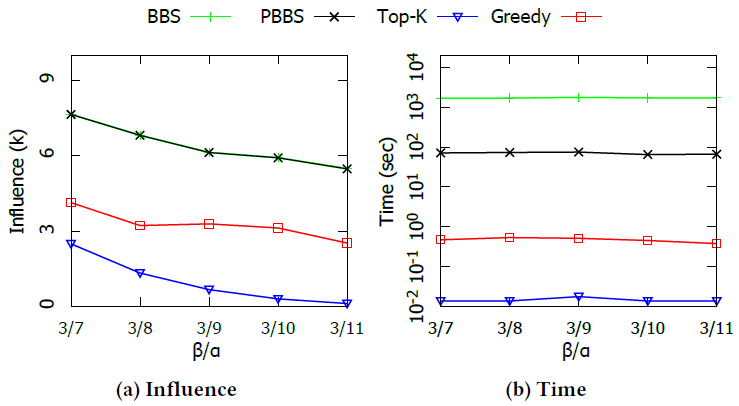 BBS PBBS Top-K Greedy
9
6
3
0
Influence (k)
3/7 3/8 3/9 3/10 3/11
β/α
(a) Influence
10^4
10^3
10^2
10^1
10^0
10^-1
10^-2
Time (sec)
3/7 3/8 3/9 3/10 3/11
β/α
(b) Time